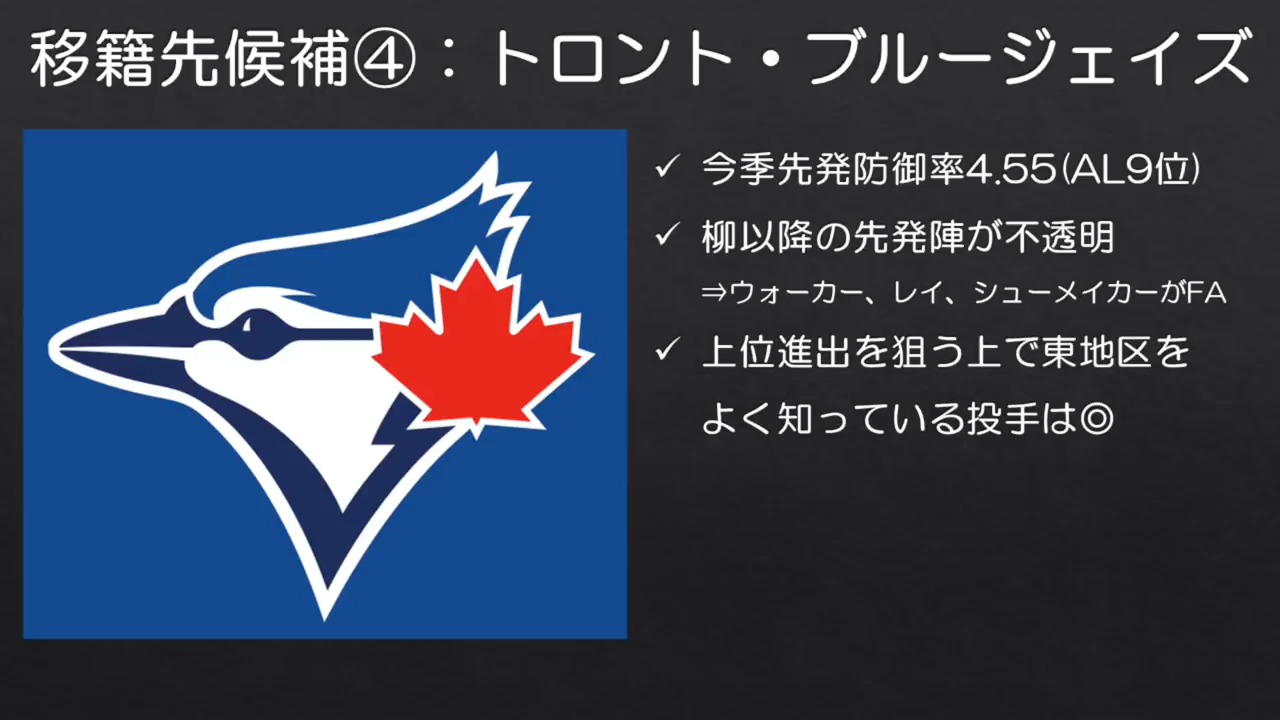 移籍先候補④：トロント・ブルージェイズ
✓ 今季先発防御率4.55(AL9位)
✓ 柳以降の先発陣が不透明
⇒ウォーカー、レイ、シューメイカーがFA
✓ 上位進出を狙う上で東地区を
よく知っている投手は◎